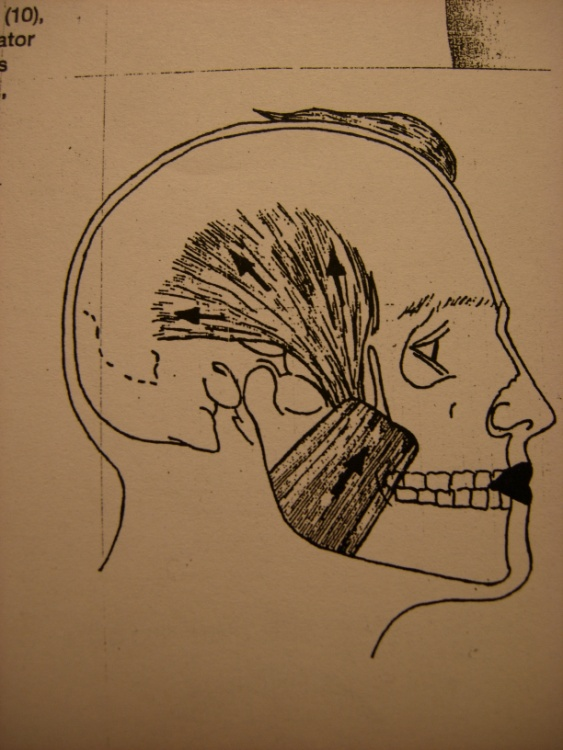 (10),
ator
s
,